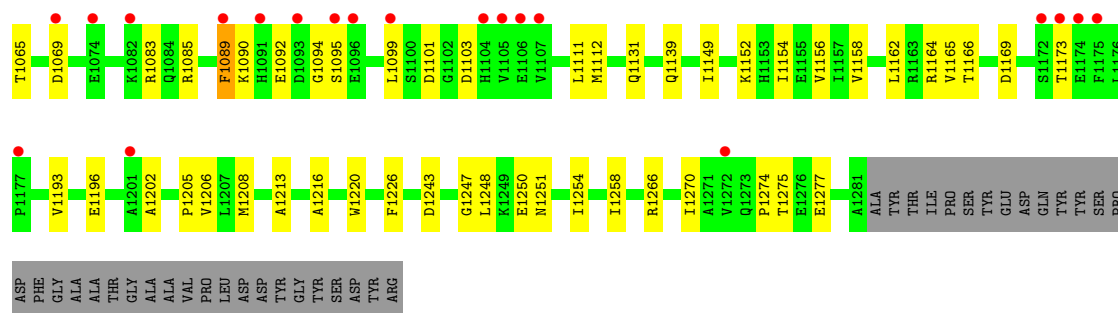 T1065 D1069 E1074 K1082 R1083 Q1084 R1085 F1089 K1090 H1091 E1092 D1093 G1094 S1095 E1096 L1099 S1100 D1101 G1102 D1103 H1104 V1105 E1106 V1107 L1111 M1112 Q1131 Q1139 I1149 K1152 H1153 I1154 E1155 V1156 I1157 V1158 L1162 R1163 R1164 V1165 T1166 D1169 S1172 T1173 E1174 F1175 L1176
P1177 V1193 E1196 A1201 A1202 P1205 V1206 L1207 M1208 A1213 A1216 W1220 F1226 D1243 G1247 L1248 K1249 E1250 N1251 I1254 I1258 R1266 I1270 A1271 V1272 Q1273 P1274 T1275 E1276 E1277 A1281 ALA TYR THR ILE PRO SER TYR GLU ASP GLN TYR TYR SER PRO
ASP PHE GLY ALA ALA THR GLY ALA ALA VAL PRO LEU ASP ASP TYR GLY TYR SER ASP TYR ARG